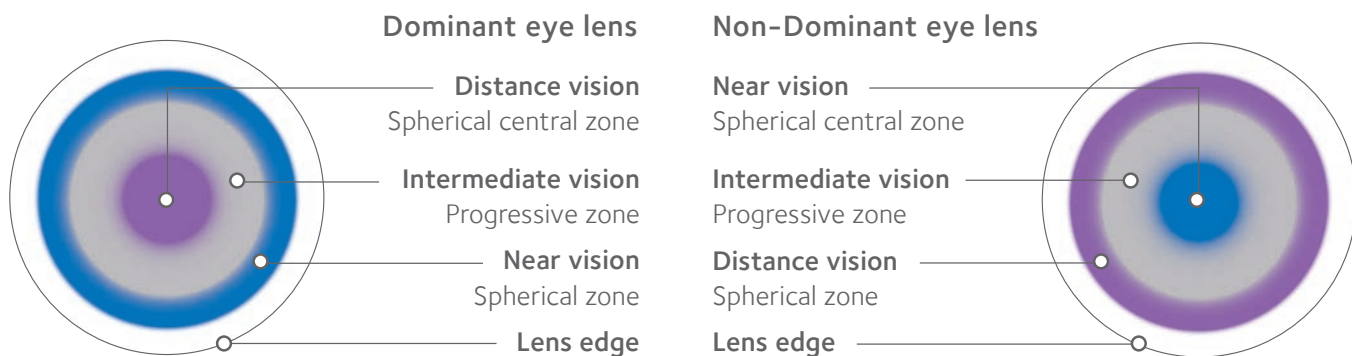 Dominant eye lens
Distance vision
Spherical central zone
Intermediate vision
Progressive zone
Near vision
Spherical zone
Lens edge
Non-Dominant eye lens
Near vision
Spherical central zone
Intermediate vision
Progressive zone
Distance vision
Spherical zone
Lens edge